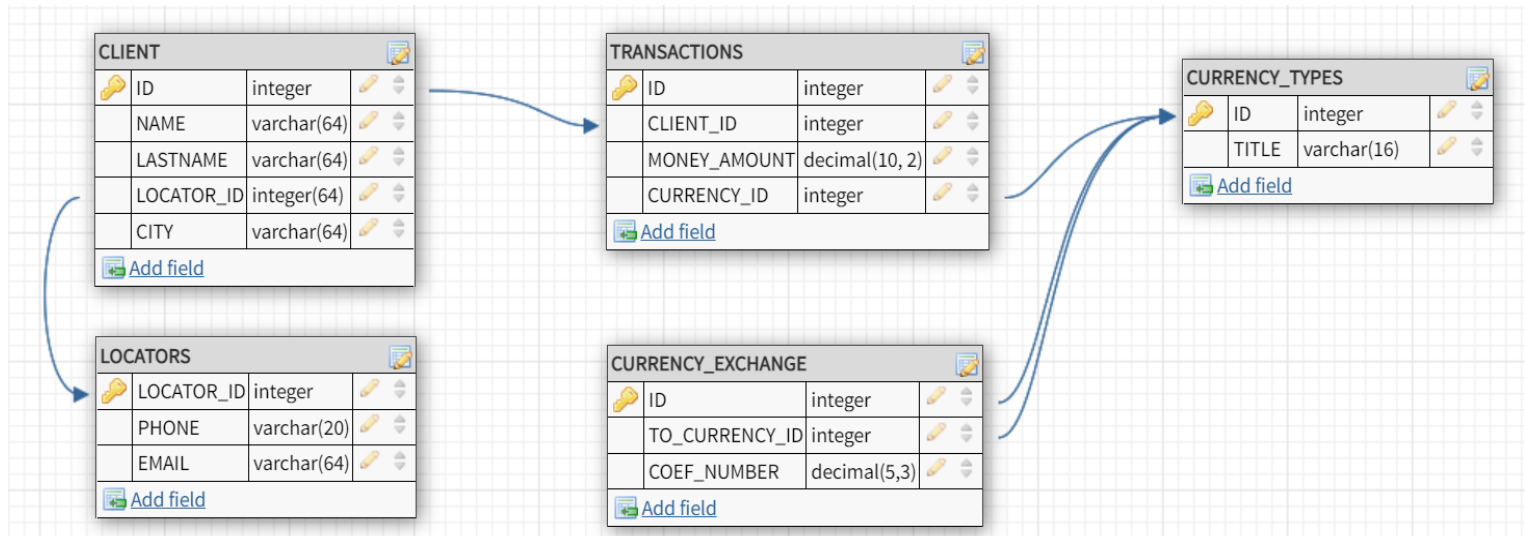 CLIENT
ID integer
NAME varchar(64)
LASTNAME varchar(64)
LOCATOR_ID integer(64)
CITY varchar(64)
Add field
LOCATORS
LOCATOR_ID integer
PHONE varchar(20)
EMAIL varchar(64)
Add field
TRANSACTIONS
ID integer
CLIENT_ID integer
MONEY_AMOUNT decimal(10, 2)
CURRENCY_ID integer
Add field
CURRENCY_EXCHANGE
ID integer
TO_CURRENCY_ID integer
COEF_NUMBER decimal(5,3)
Add field
CURRENCY_TYPES
ID integer
TITLE varchar(16)
Add field